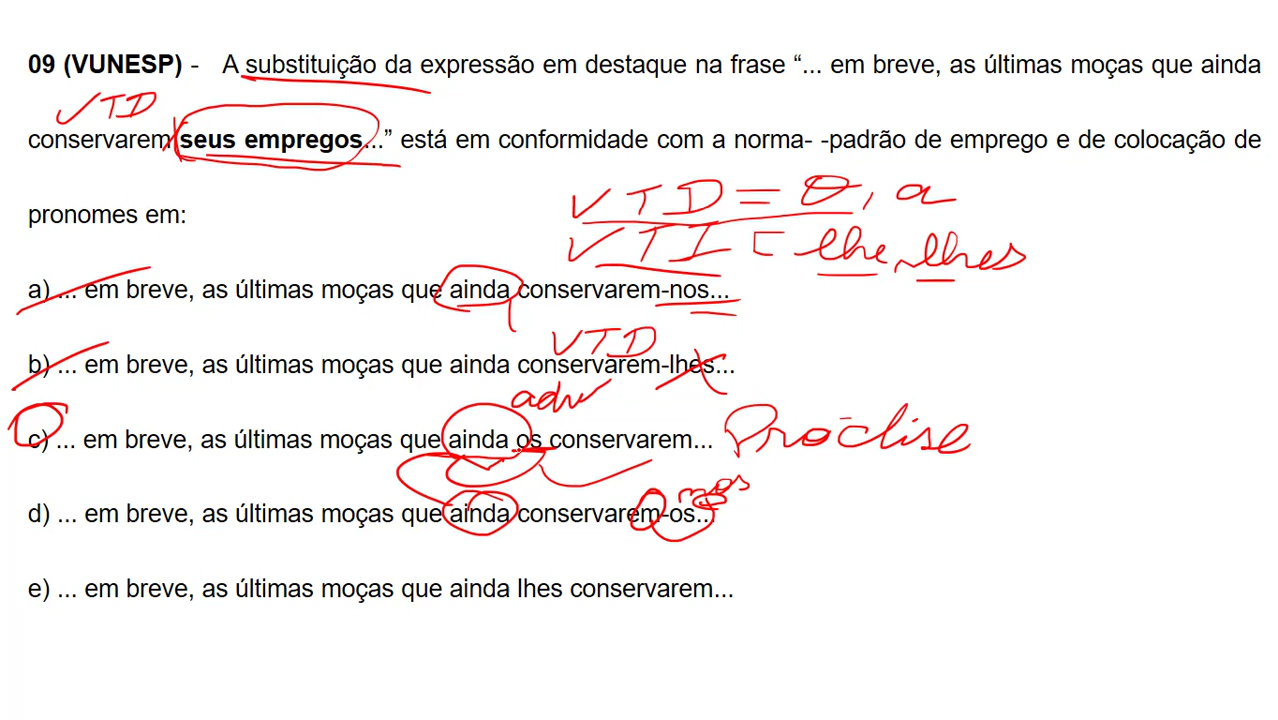 09 (VUNESP) - A substituição da expressão em destaque na frase “... em breve, as últimas moças que ainda
VTD
conservarem seus empregos...” está em conformidade com a norma- -padrão de emprego e de colocação de
VTD = o, a
pronomes em:
VTI [ lhe, lhes
a) ... em breve, as últimas moças que ainda conservarem-nos...
VTD
b) ... em breve, as últimas moças que ainda conservarem-lhes...
adv
c) ... em breve, as últimas moças que ainda os conservarem... Próclise
nos
d) ... em breve, as últimas moças que ainda conservarem-os...
e) ... em breve, as últimas moças que ainda lhes conservarem...